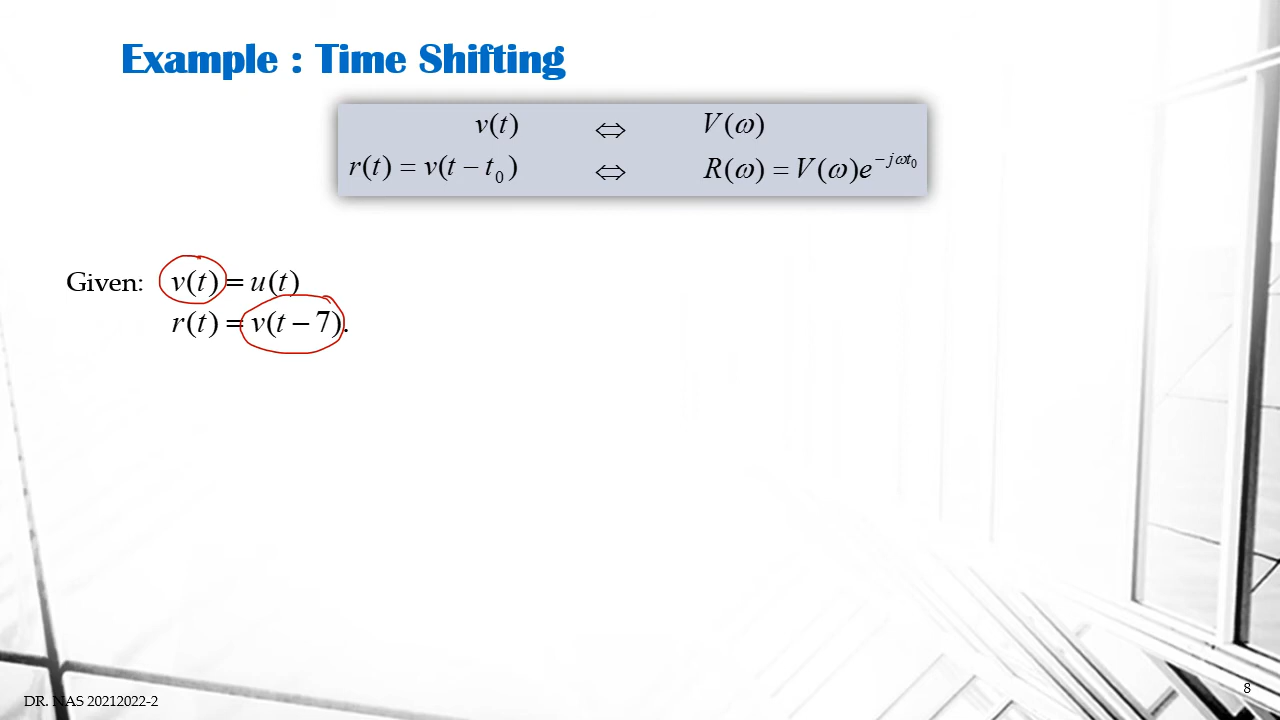 Example : Time Shifting
v(t) ⇔ V(ω)
r(t) = v(t − t₀) ⇔ R(ω) = V(ω)e^{−jωt₀}
Given: v(t) = u(t)
r(t) = v(t − 7).
DR. NAS 20212022-2
8